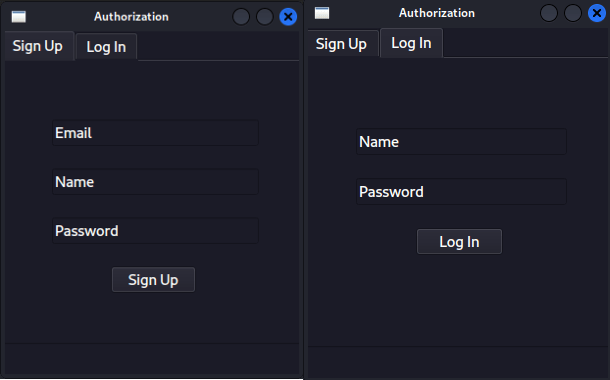 Authorization
Sign Up
Log In
Email
Name
Password
Sign Up
Authorization
Sign Up
Log In
Name
Password
Log In